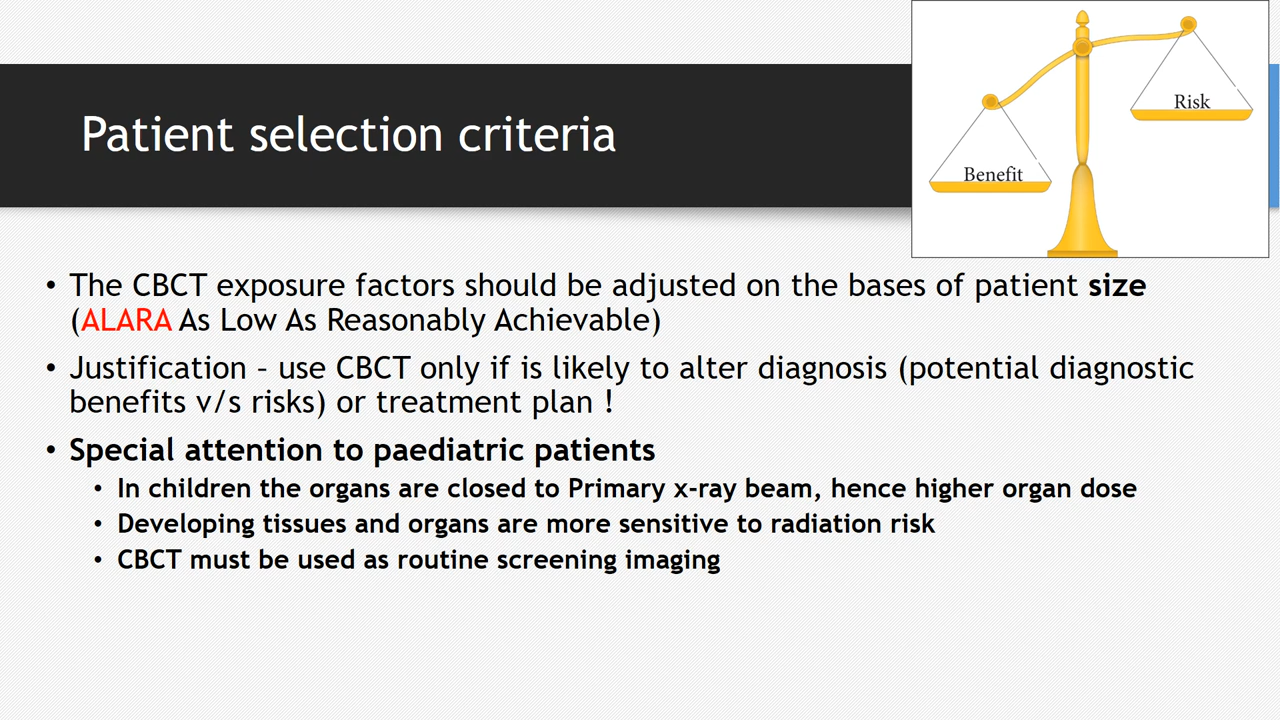 Patient selection criteria
Risk
Benefit
• The CBCT exposure factors should be adjusted on the bases of patient size
(ALARA As Low As Reasonably Achievable)
• Justification – use CBCT only if is likely to alter diagnosis (potential diagnostic
benefits v/s risks) or treatment plan !
• Special attention to paediatric patients
• In children the organs are closed to Primary x-ray beam, hence higher organ dose
• Developing tissues and organs are more sensitive to radiation risk
• CBCT must be used as routine screening imaging